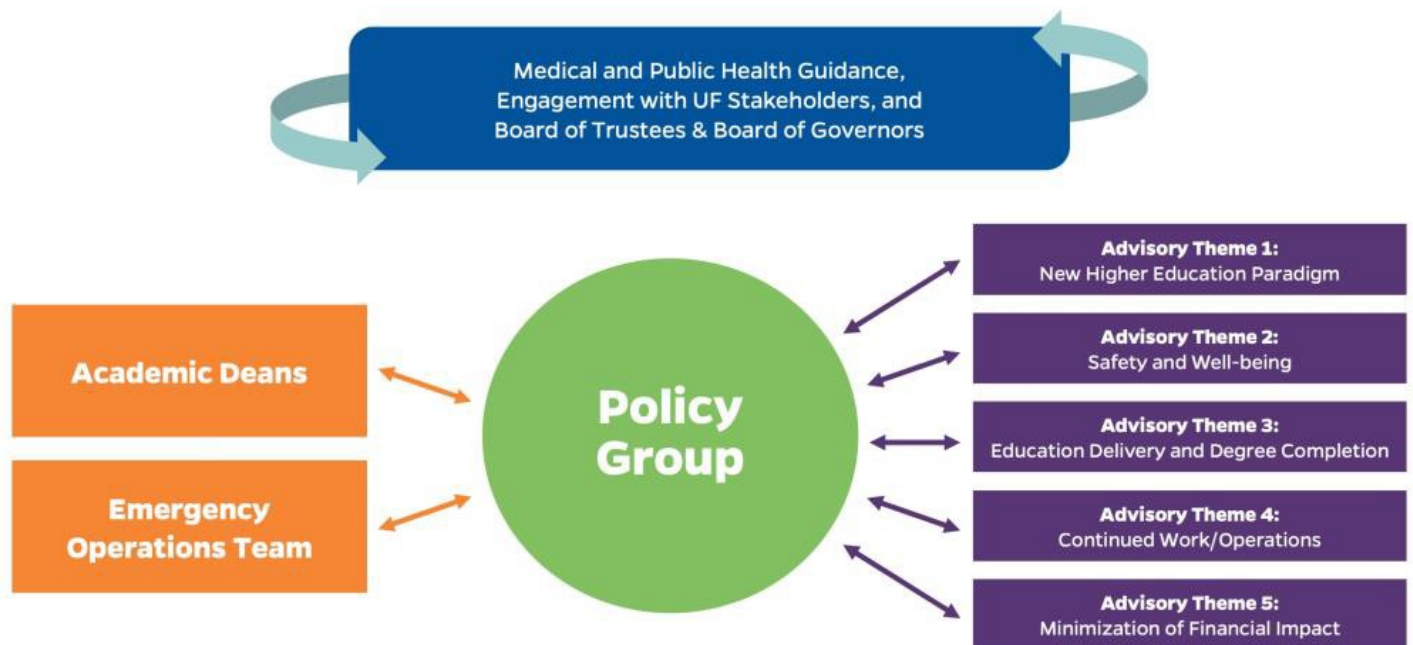 Medical and Public Health Guidance,
Engagement with UF Stakeholders, and
Board of Trustees & Board of Governors
Academic Deans
Emergency
Operations Team
Policy
Group
Advisory Theme 1:
New Higher Education Paradigm
Advisory Theme 2:
Safety and Well-being
Advisory Theme 3:
Education Delivery and Degree Completion
Advisory Theme 4:
Continued Work/Operations
Advisory Theme 5:
Minimization of Financial Impact